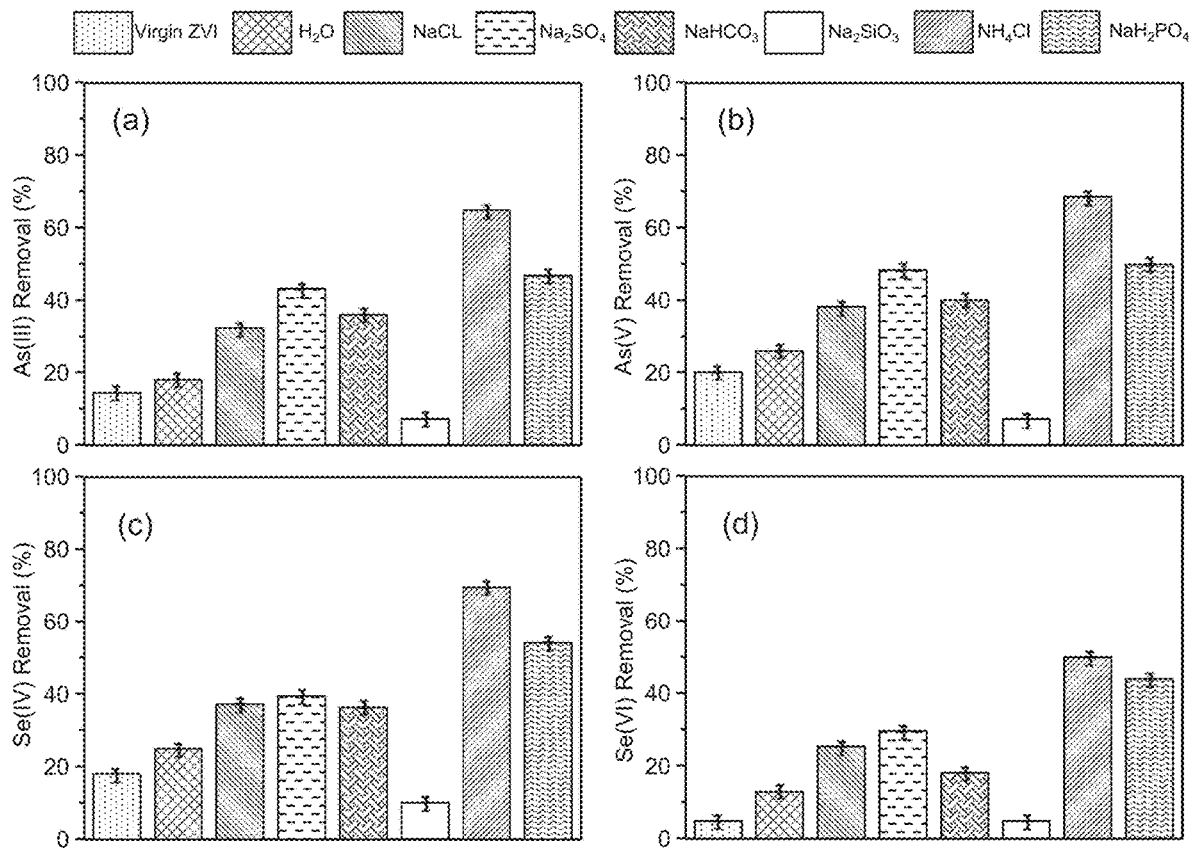 Virgin ZVI H₂O NaCL Na₂SO₄ NaHCO₃ Na₂SiO₃ NH₄Cl NaH₂PO₄
100
80
60
40
20
0
As(III) Removal (%)
(a)
100
80
60
40
20
0
As(V) Removal (%)
(b)
100
80
60
40
20
0
Se(IV) Removal (%)
(c)
100
80
60
40
20
0
Se(VI) Removal (%)
(d)